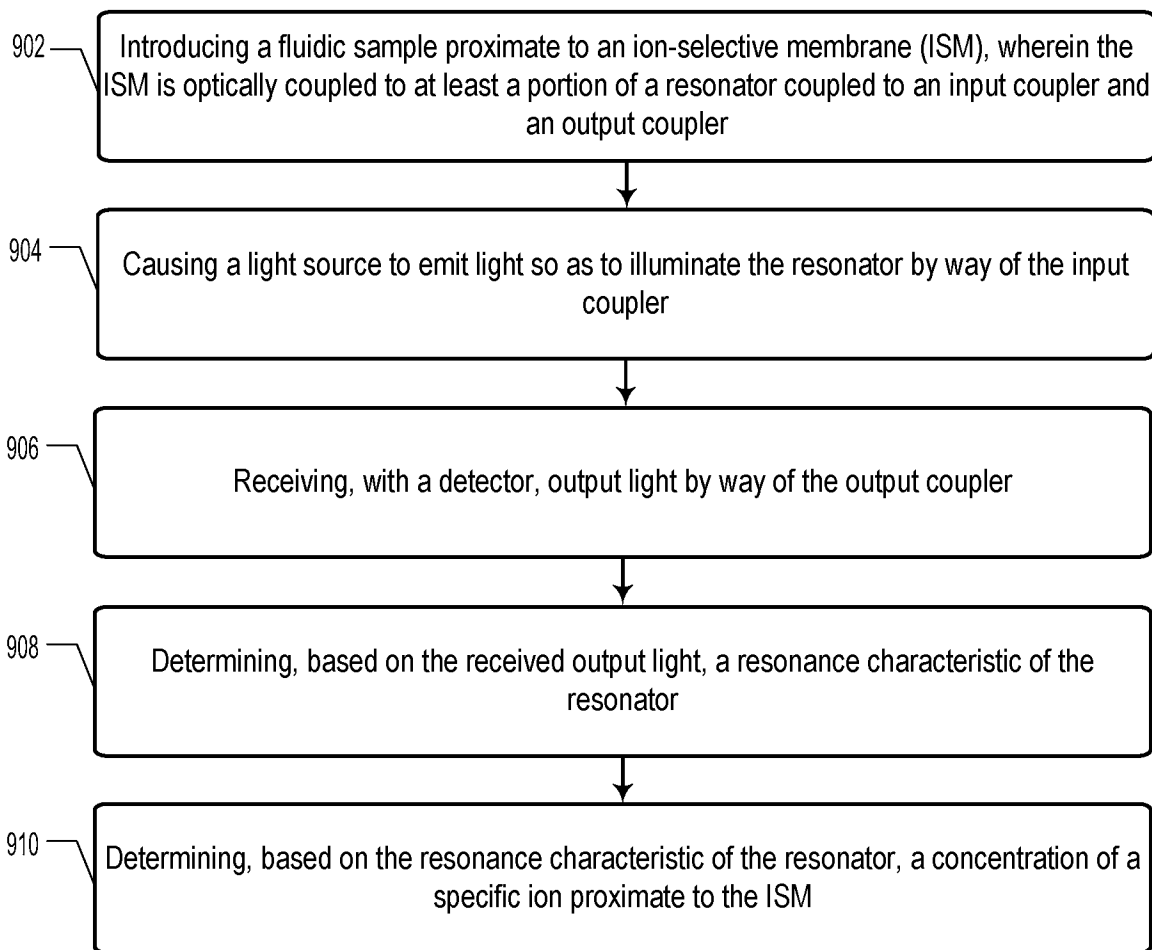 902
Introducing a fluidic sample proximate to an ion-selective membrane (ISM), wherein the
ISM is optically coupled to at least a portion of a resonator coupled to an input coupler and
an output coupler
904
Causing a light source to emit light so as to illuminate the resonator by way of the input
coupler
906
Receiving, with a detector, output light by way of the output coupler
908
Determining, based on the received output light, a resonance characteristic of the
resonator
910
Determining, based on the resonance characteristic of the resonator, a concentration of a
specific ion proximate to the ISM